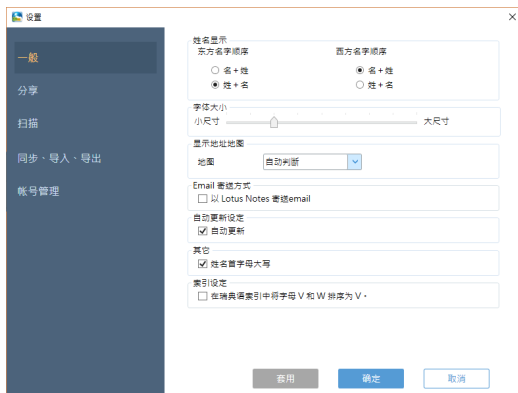 设置
一般
分享
扫描
同步、导入、导出
帐号管理
姓名显示
东方名字顺序 西方名字顺序
名+姓 名+姓
姓+名 姓+名
字体大小
小尺寸 大尺寸
显示地址地图
地图 自动判断
Email 寄送方式
以 Lotus Notes 寄送email
自动更新设定
自动更新
其它
姓名首字母大写
索引设定
在瑞典语索引中将字母 V 和 W 排序为 V。
套用 确定 取消